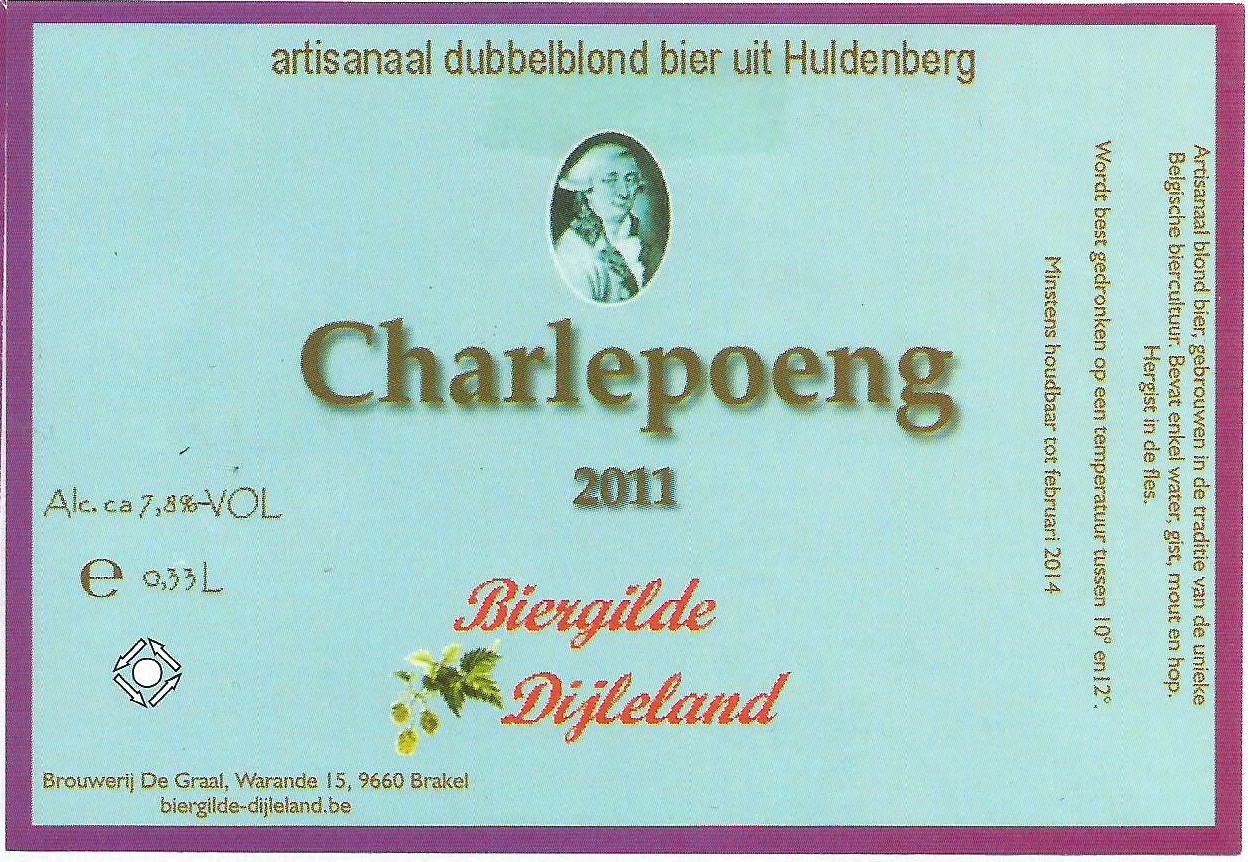 artisanaal dubbelblond bier uit Huldenberg
Charlepoeng
2011
Alc. ca 7,8%-VOL
e 0,33L
Biergilde
Dijleland
Brouwerij De Graal, Warande 15, 9660 Brakel
biergilde-dijleland.be
Artisanaal blond bier, gebrouwen in de traditie van de unieke
Belgische biercultuur. Bevat enkel water, gist, mout en hop.
Hergist in de fles.
Wordt best gedronken op een temperatuur tussen 10° en 12°.
Minstens houdbaar tot februari 2014